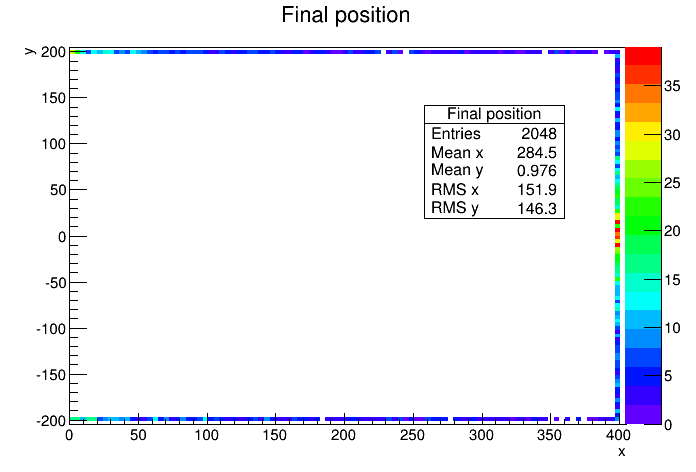 Final position
y
200
150
100
50
0
-50
-100
-150
-200
0 50 100 150 200 250 300 350 400
x
Final position
Entries 2048
Mean x 284.5
Mean y 0.976
RMS x 151.9
RMS y 146.3
35
30
25
20
15
10
5
0